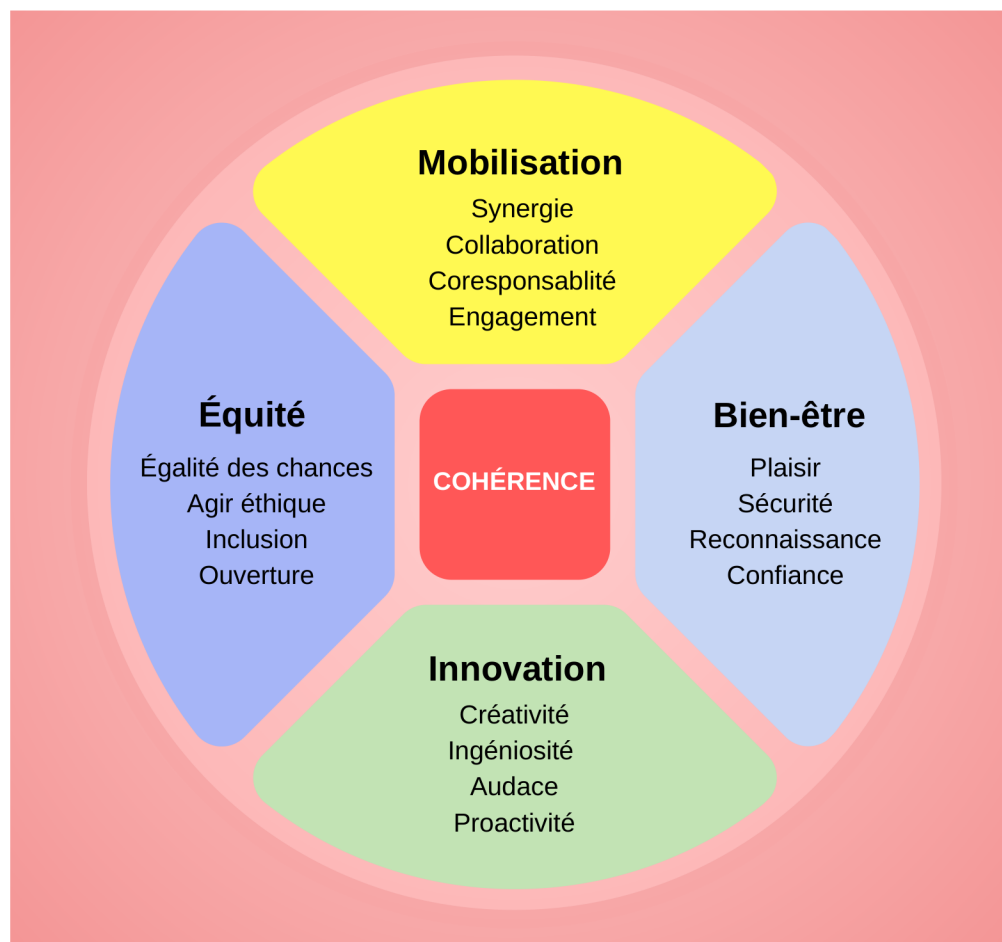 Mobilisation
Synergie
Collaboration
Coresponsablité
Engagement
Équité
Égalité des chances
Agir éthique
Inclusion
Ouverture
COHÉRENCE
Bien-être
Plaisir
Sécurité
Reconnaissance
Confiance
Innovation
Créativité
Ingéniosité
Audace
Proactivité